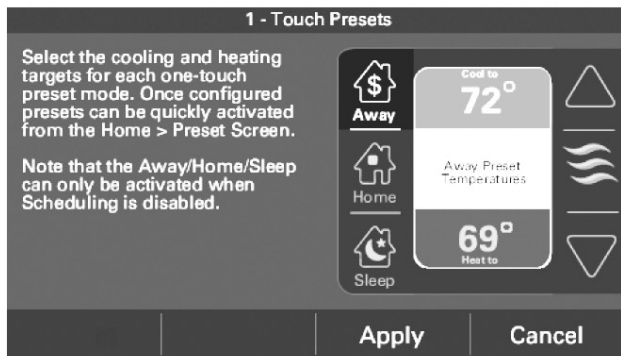 1 - Touch Presets
Select the cooling and heating
targets for each one-touch
preset mode. Once configured
presets can be quickly activated
from the Home > Preset Screen.
Note that the Away/Home/Sleep
can only be activated when
Scheduling is disabled.
$
Away
Home
Sleep
Cool to
72°
Away Preset
Temperatures
69°
Heat to
Apply
Cancel